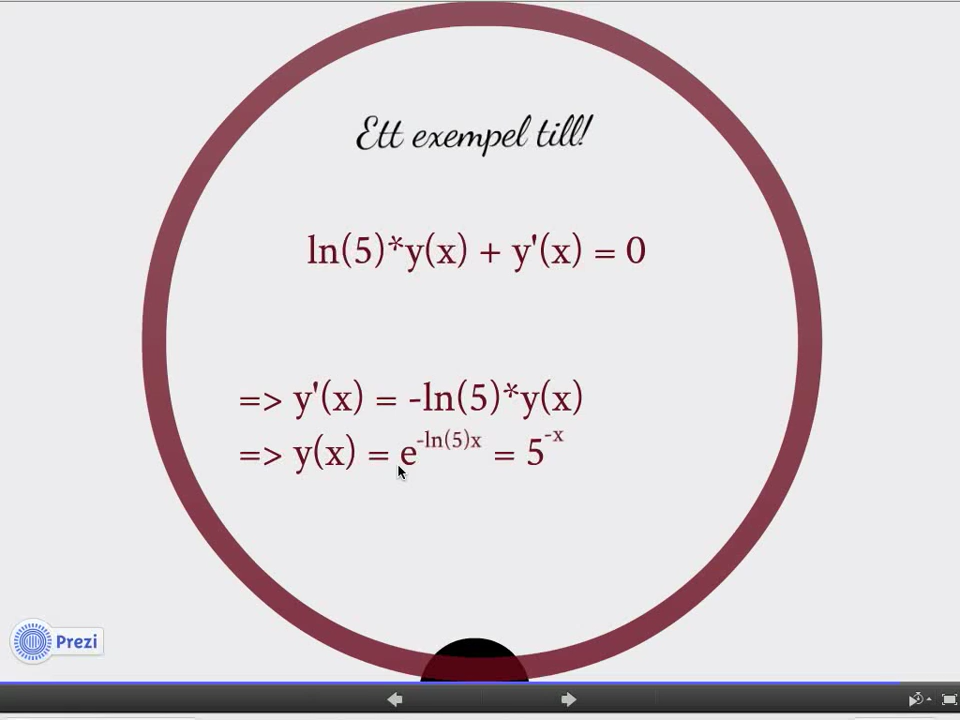 Ett exempel till!
ln(5)*y(x) + y'(x) = 0
=> y'(x) = -ln(5)*y(x)
=> y(x) = e^-ln(5)x = 5^-x
Prezi